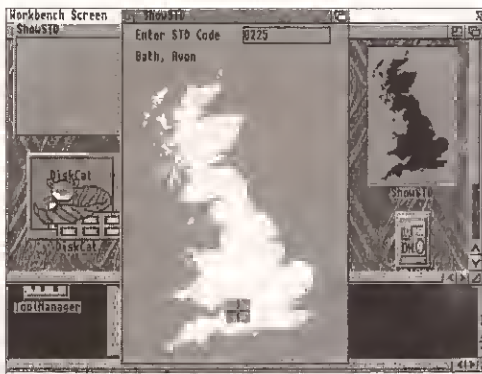 Workbench Screen
ShowSTD
ShowSTD
Enter STD Code 0225
Bath, Avon
DiskCat
DiskCat
ShowSTD
ToolManager